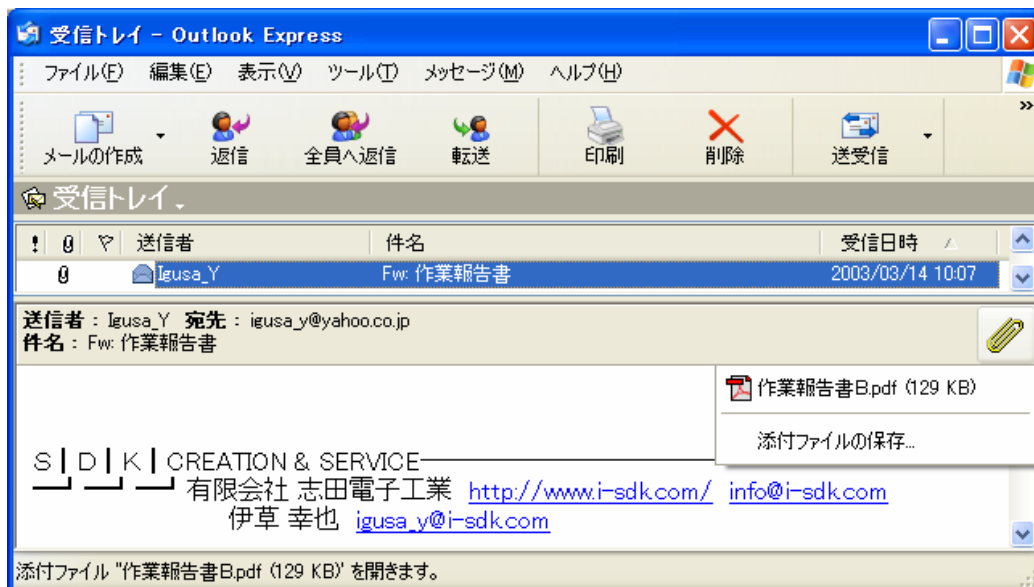 受信トレイ - Outlook Express
ファイル(F) 編集(E) 表示(V) ツール(T) メッセージ(M) ヘルプ(H)
»
メールの作成 返信 全員へ返信 転送 印刷 削除 送受信
受信トレイ
! 送信者 件名 受信日時
Igusa_Y Fw: 作業報告書 2003/03/14 10:07
送信者 : Igusa_Y 宛先 : igusa_y@yahoo.co.jp
件名 : Fw: 作業報告書
作業報告書B.pdf (129 KB)
添付ファイルの保存...
S | D | K | CREATION & SERVICE
有限会社 志田電子工業 http://www.i-sdk.com/ info@i-sdk.com
伊草 幸也 igusa_y@i-sdk.com
添付ファイル "作業報告書B.pdf (129 KB)" を開きます。